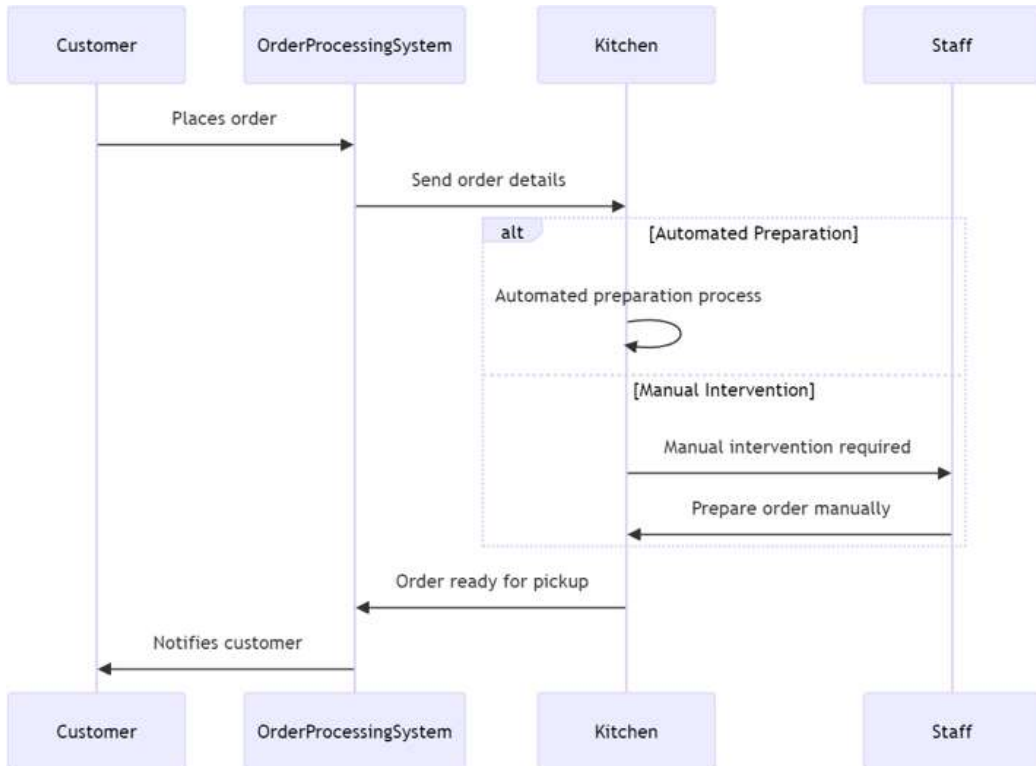 Customer
OrderProcessingSystem
Kitchen
Staff
Places order
Send order details
alt
[Automated Preparation]
Automated preparation process
[Manual Intervention]
Manual intervention required
Prepare order manually
Order ready for pickup
Notifies customer
Customer
OrderProcessingSystem
Kitchen
Staff